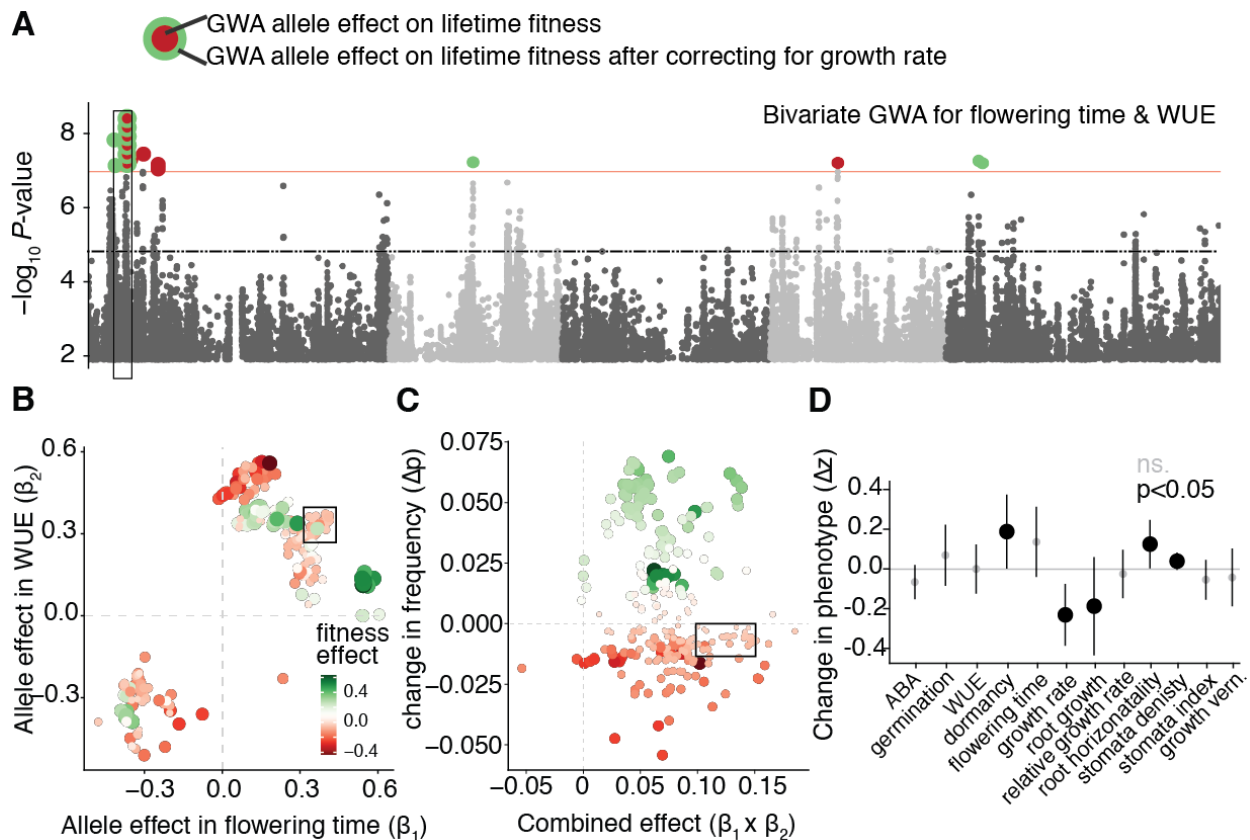 A
GWA allele effect on lifetime fitness
GWA allele effect on lifetime fitness after correcting for growth rate
Bivariate GWA for flowering time & WUE
−log10 P-value
8
6
4
2
B
Allele effect in WUE (β2)
0.6
0.3
0.0
−0.3
−0.3
0.0
0.3
0.6
Allele effect in flowering time (β1)
fitness
effect
0.4
0.0
−0.4
C
change in frequency (Δp)
0.075
0.050
0.025
0.000
−0.025
−0.050
−0.05
0
0.05
0.10
0.15
Combined effect (β1 x β2)
D
Change in phenotype (Δz)
ns.
p<0.05
0.4
0.2
0.0
-0.2
-0.4
ABA
germination
WUE
dormancy
flowering time
growth rate
root growth
relative growth rate
root horizonatality
stomata denisty
stomata index
growth vern.